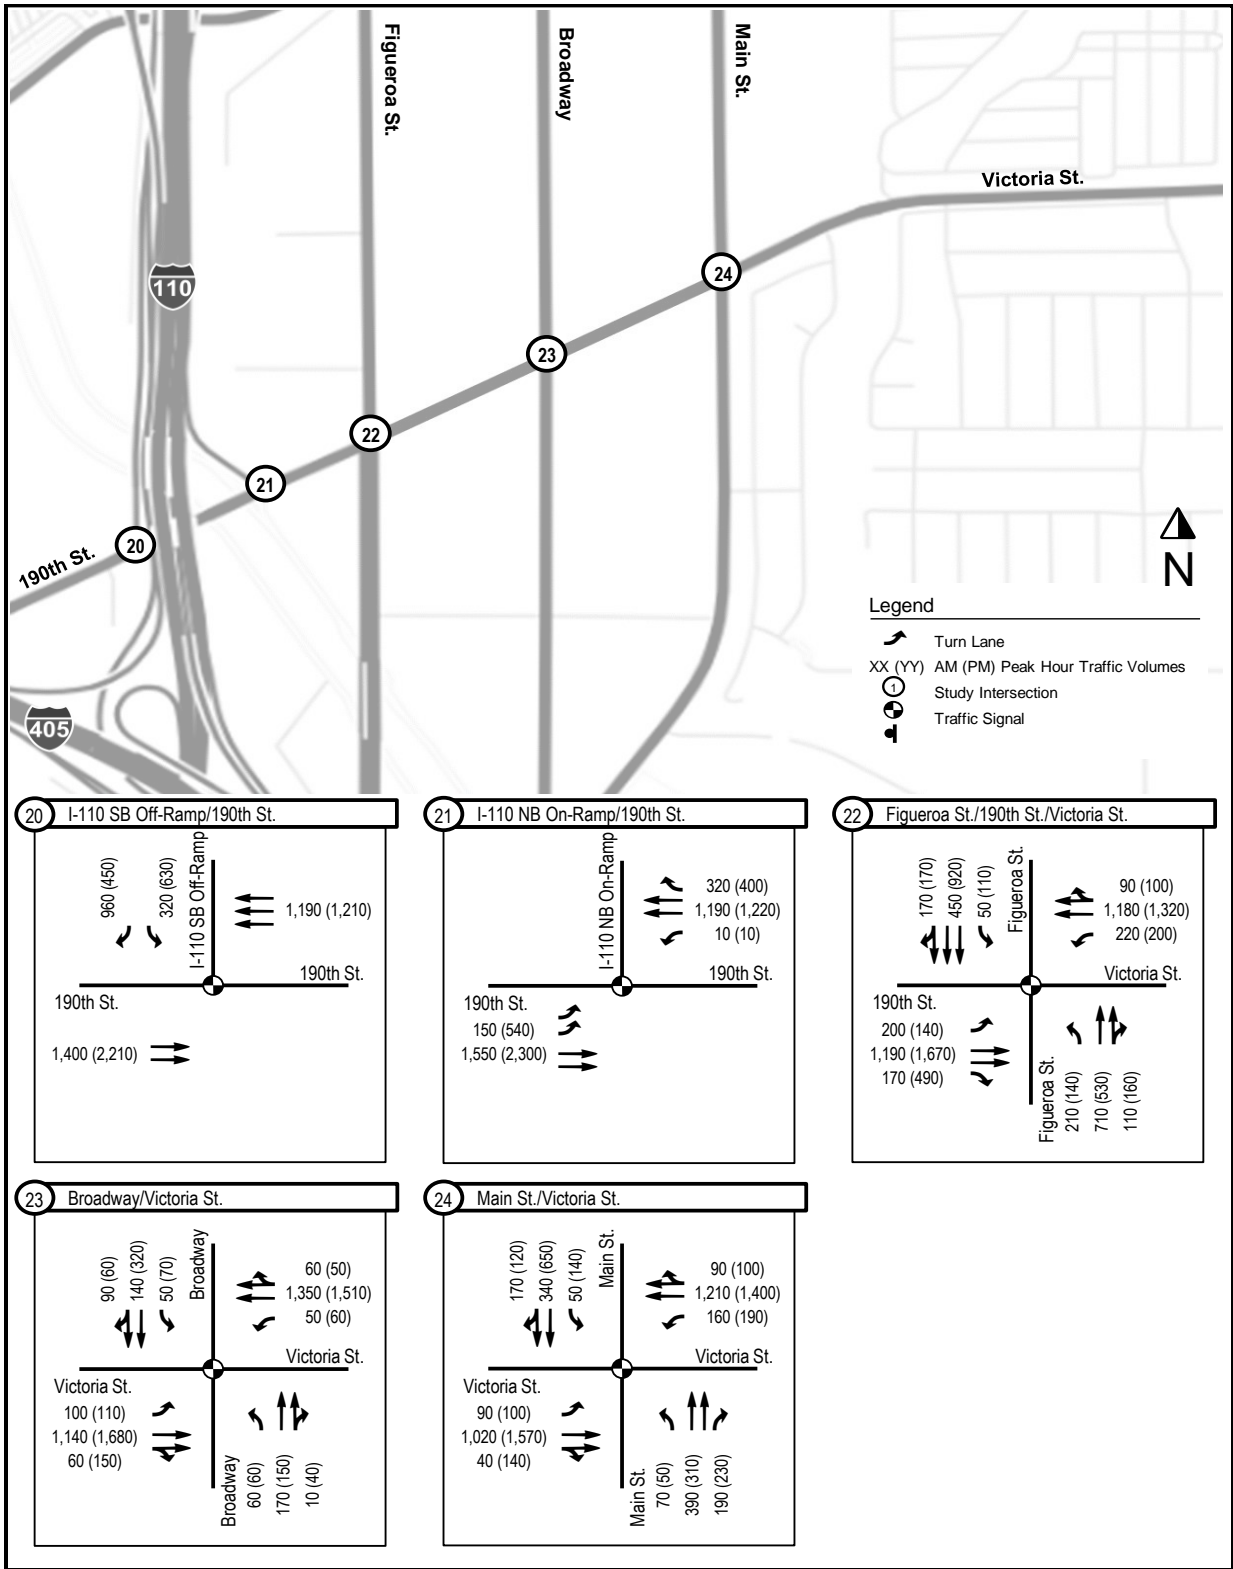 Figueroa St.
Broadway
Main St.
Victoria St.
110
24
23
22
21
20
190th St.
405
N
Legend
Turn Lane
XX (YY) AM (PM) Peak Hour Traffic Volumes
1 Study Intersection
Traffic Signal
20 I-110 SB Off-Ramp/190th St.
960 (450)
320 (630)
I-110 SB Off-Ramp
1,190 (1,210)
190th St.
190th St.
1,400 (2,210)
21 I-110 NB On-Ramp/190th St.
I-110 NB On-Ramp
320 (400)
1,190 (1,220)
10 (10)
190th St.
190th St.
150 (540)
1,550 (2,300)
22 Figueroa St./190th St./Victoria St.
170 (170)
450 (920)
50 (110)
Figueroa St.
90 (100)
1,180 (1,320)
220 (200)
Victoria St.
190th St.
200 (140)
1,190 (1,670)
170 (490)
Figueroa St.
210 (140)
710 (530)
110 (160)
23 Broadway/Victoria St.
90 (60)
140 (320)
50 (70)
Broadway
60 (50)
1,350 (1,510)
50 (60)
Victoria St.
Victoria St.
100 (110)
1,140 (1,680)
60 (150)
Broadway
60 (60)
170 (150)
10 (40)
24 Main St./Victoria St.
170 (120)
340 (650)
50 (140)
Main St.
90 (100)
1,210 (1,400)
160 (190)
Victoria St.
Victoria St.
90 (100)
1,020 (1,570)
40 (140)
Main St.
70 (50)
390 (310)
190 (230)